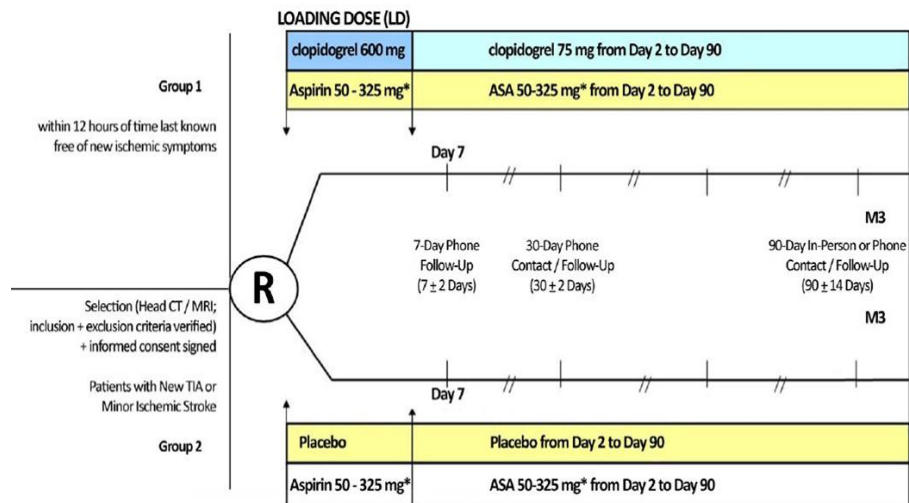 LOADING DOSE (LD)
clopidogrel 600 mg
clopidogrel 75 mg from Day 2 to Day 90
Group 1
Aspirin 50 - 325 mg*
ASA 50-325 mg* from Day 2 to Day 90
within 12 hours of time last known
free of new ischemic symptoms
Day 7
M3
7-Day Phone
Follow-Up
(7 ± 2 Days)
30-Day Phone
Contact / Follow-Up
(30 ± 2 Days)
90-Day In-Person or Phone
Contact / Follow-Up
(90 ± 14 Days)
R
M3
Selection (Head CT / MRI;
inclusion + exclusion criteria verified)
+ informed consent signed
Patients with New TIA or
Minor Ischemic Stroke
Day 7
Group 2
Placebo
Placebo from Day 2 to Day 90
Aspirin 50 - 325 mg*
ASA 50-325 mg* from Day 2 to Day 90